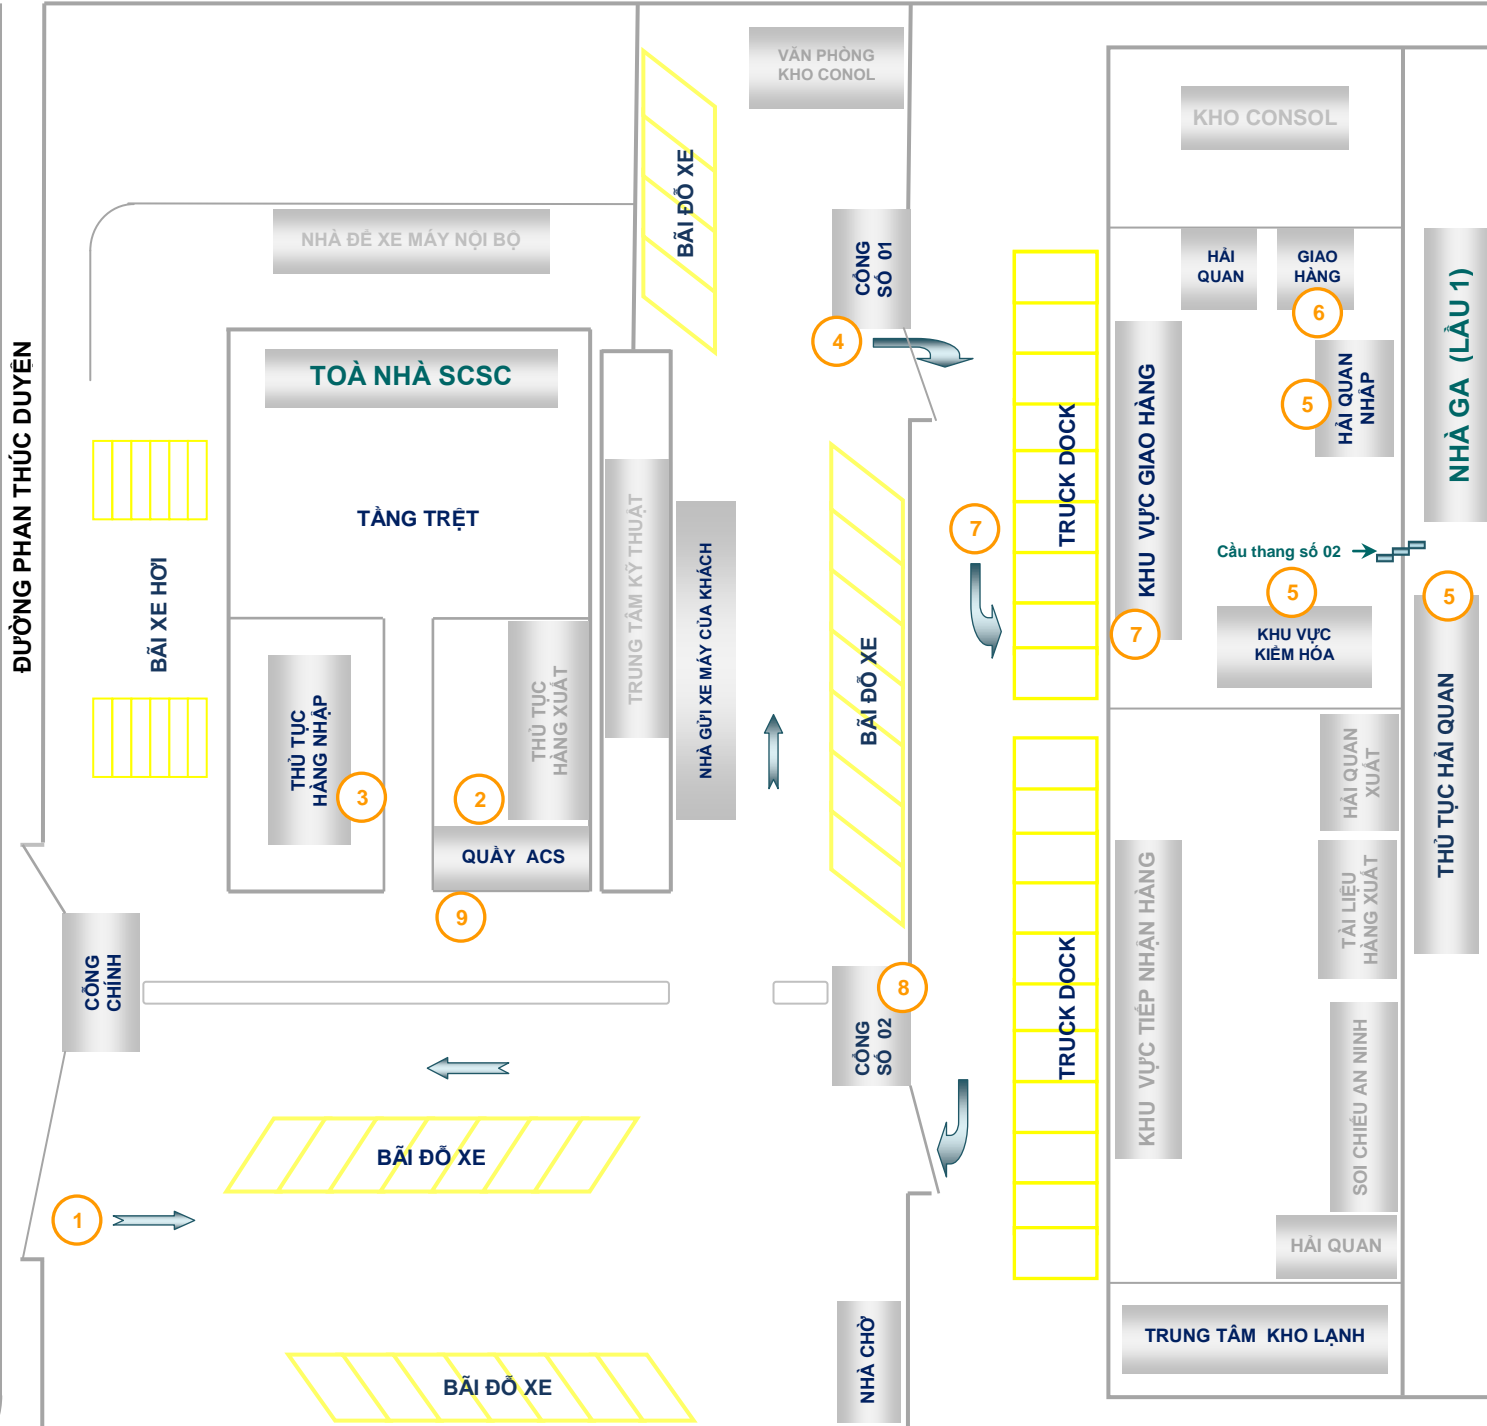 VĂN PHÒNG
KHO CONOL
KHO CONSOL
BÃI ĐỖ XE
NHÀ ĐỂ XE MÁY NỘI BỘ
CỔNG
SỐ 01
HẢI
QUAN
GIAO
HÀNG
6
4
NHÀ GA (LẦU 1)
ĐƯỜNG PHAN THÚC DUYỆN
TOÀ NHÀ SCSC
HẢI QUAN
NHẬP
5
KHU VỰC GIAO HÀNG
TRUCK DOCK
TẦNG TRỆT
TRUNG TÂM KỸ THUẬT
7
Cầu thang số 02
BÃI XE HƠI
NHÀ GỬI XE MÁY CỦA KHÁCH
5
5
KHU VỰC
KIỂM HÓA
7
BÃI ĐỖ XE
THỦ TỤC
HÀNG NHẬP
3
THỦ TỤC
HÀNG XUẤT
2
QUẦY ACS
9
HẢI QUAN
XUẤT
THỦ TỤC HẢI QUAN
TÀI LIỆU
HÀNG XUẤT
KHU VỰC TIẾP NHẬN HÀNG
CỔNG
CHÍNH
8
CỔNG
SỐ 02
TRUCK DOCK
SOI CHIẾU AN NINH
BÃI ĐỖ XE
1
HẢI QUAN
TRUNG TÂM KHO LẠNH
NHÀ CHỜ
BÃI ĐỖ XE